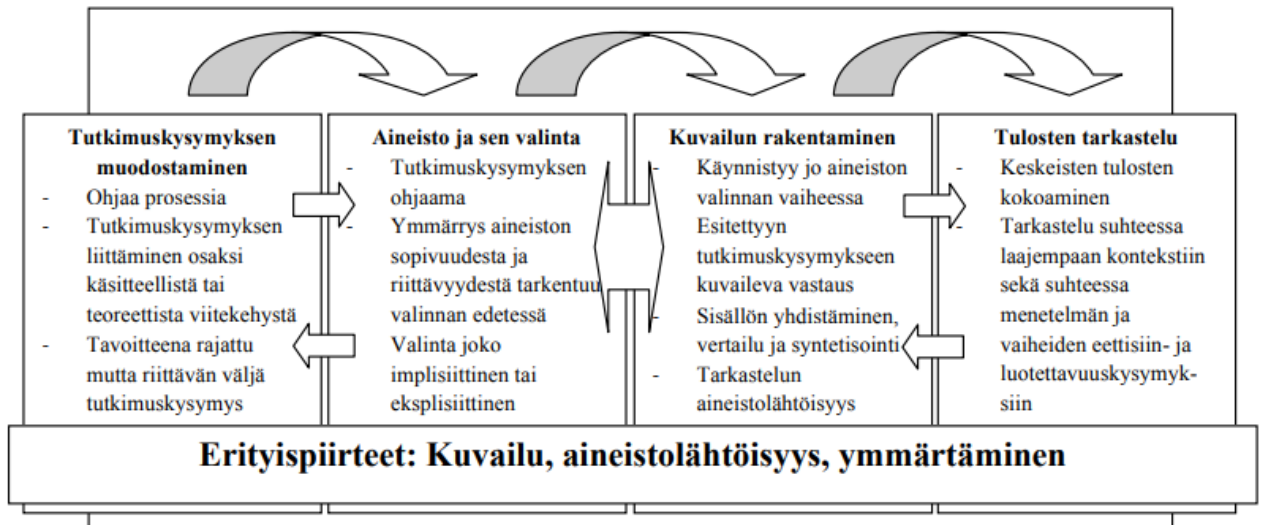 Tutkimuskysymyksen
muodostaminen
- Ohjaa prosessia
- Tutkimuskysymyksen
liittäminen osaksi
käsitteellistä tai
teoreettista viitekehystä
- Tavoitteena rajattu
mutta riittävän väljä
tutkimuskysymys
Aineisto ja sen valinta
- Tutkimuskysymyksen
ohjaama
- Ymmärrys aineiston
sopivuudesta ja
riittävyydestä tarkentuu
valinnan edetessä
- Valinta joko
implisiittinen tai
eksplisiittinen
Kuvailun rakentaminen
- Käynnistyy jo aineiston
valinnan vaiheessa
- Esitettyyn
tutkimuskysymykseen
kuvaileva vastaus
- Sisällön yhdistäminen,
vertailu ja syntetisointi
- Tarkastelun
aineistolähtöisyys
Tulosten tarkastelu
- Keskeisten tulosten
kokoaminen
- Tarkastelu suhteessa
laajempaan kontekstiin
sekä suhteessa
menetelmän ja
vaiheiden eettisiin- ja
luotettavuuskysymyk-
siin
Erityispiirteet: Kuvailu, aineistolähtöisyys, ymmärtäminen